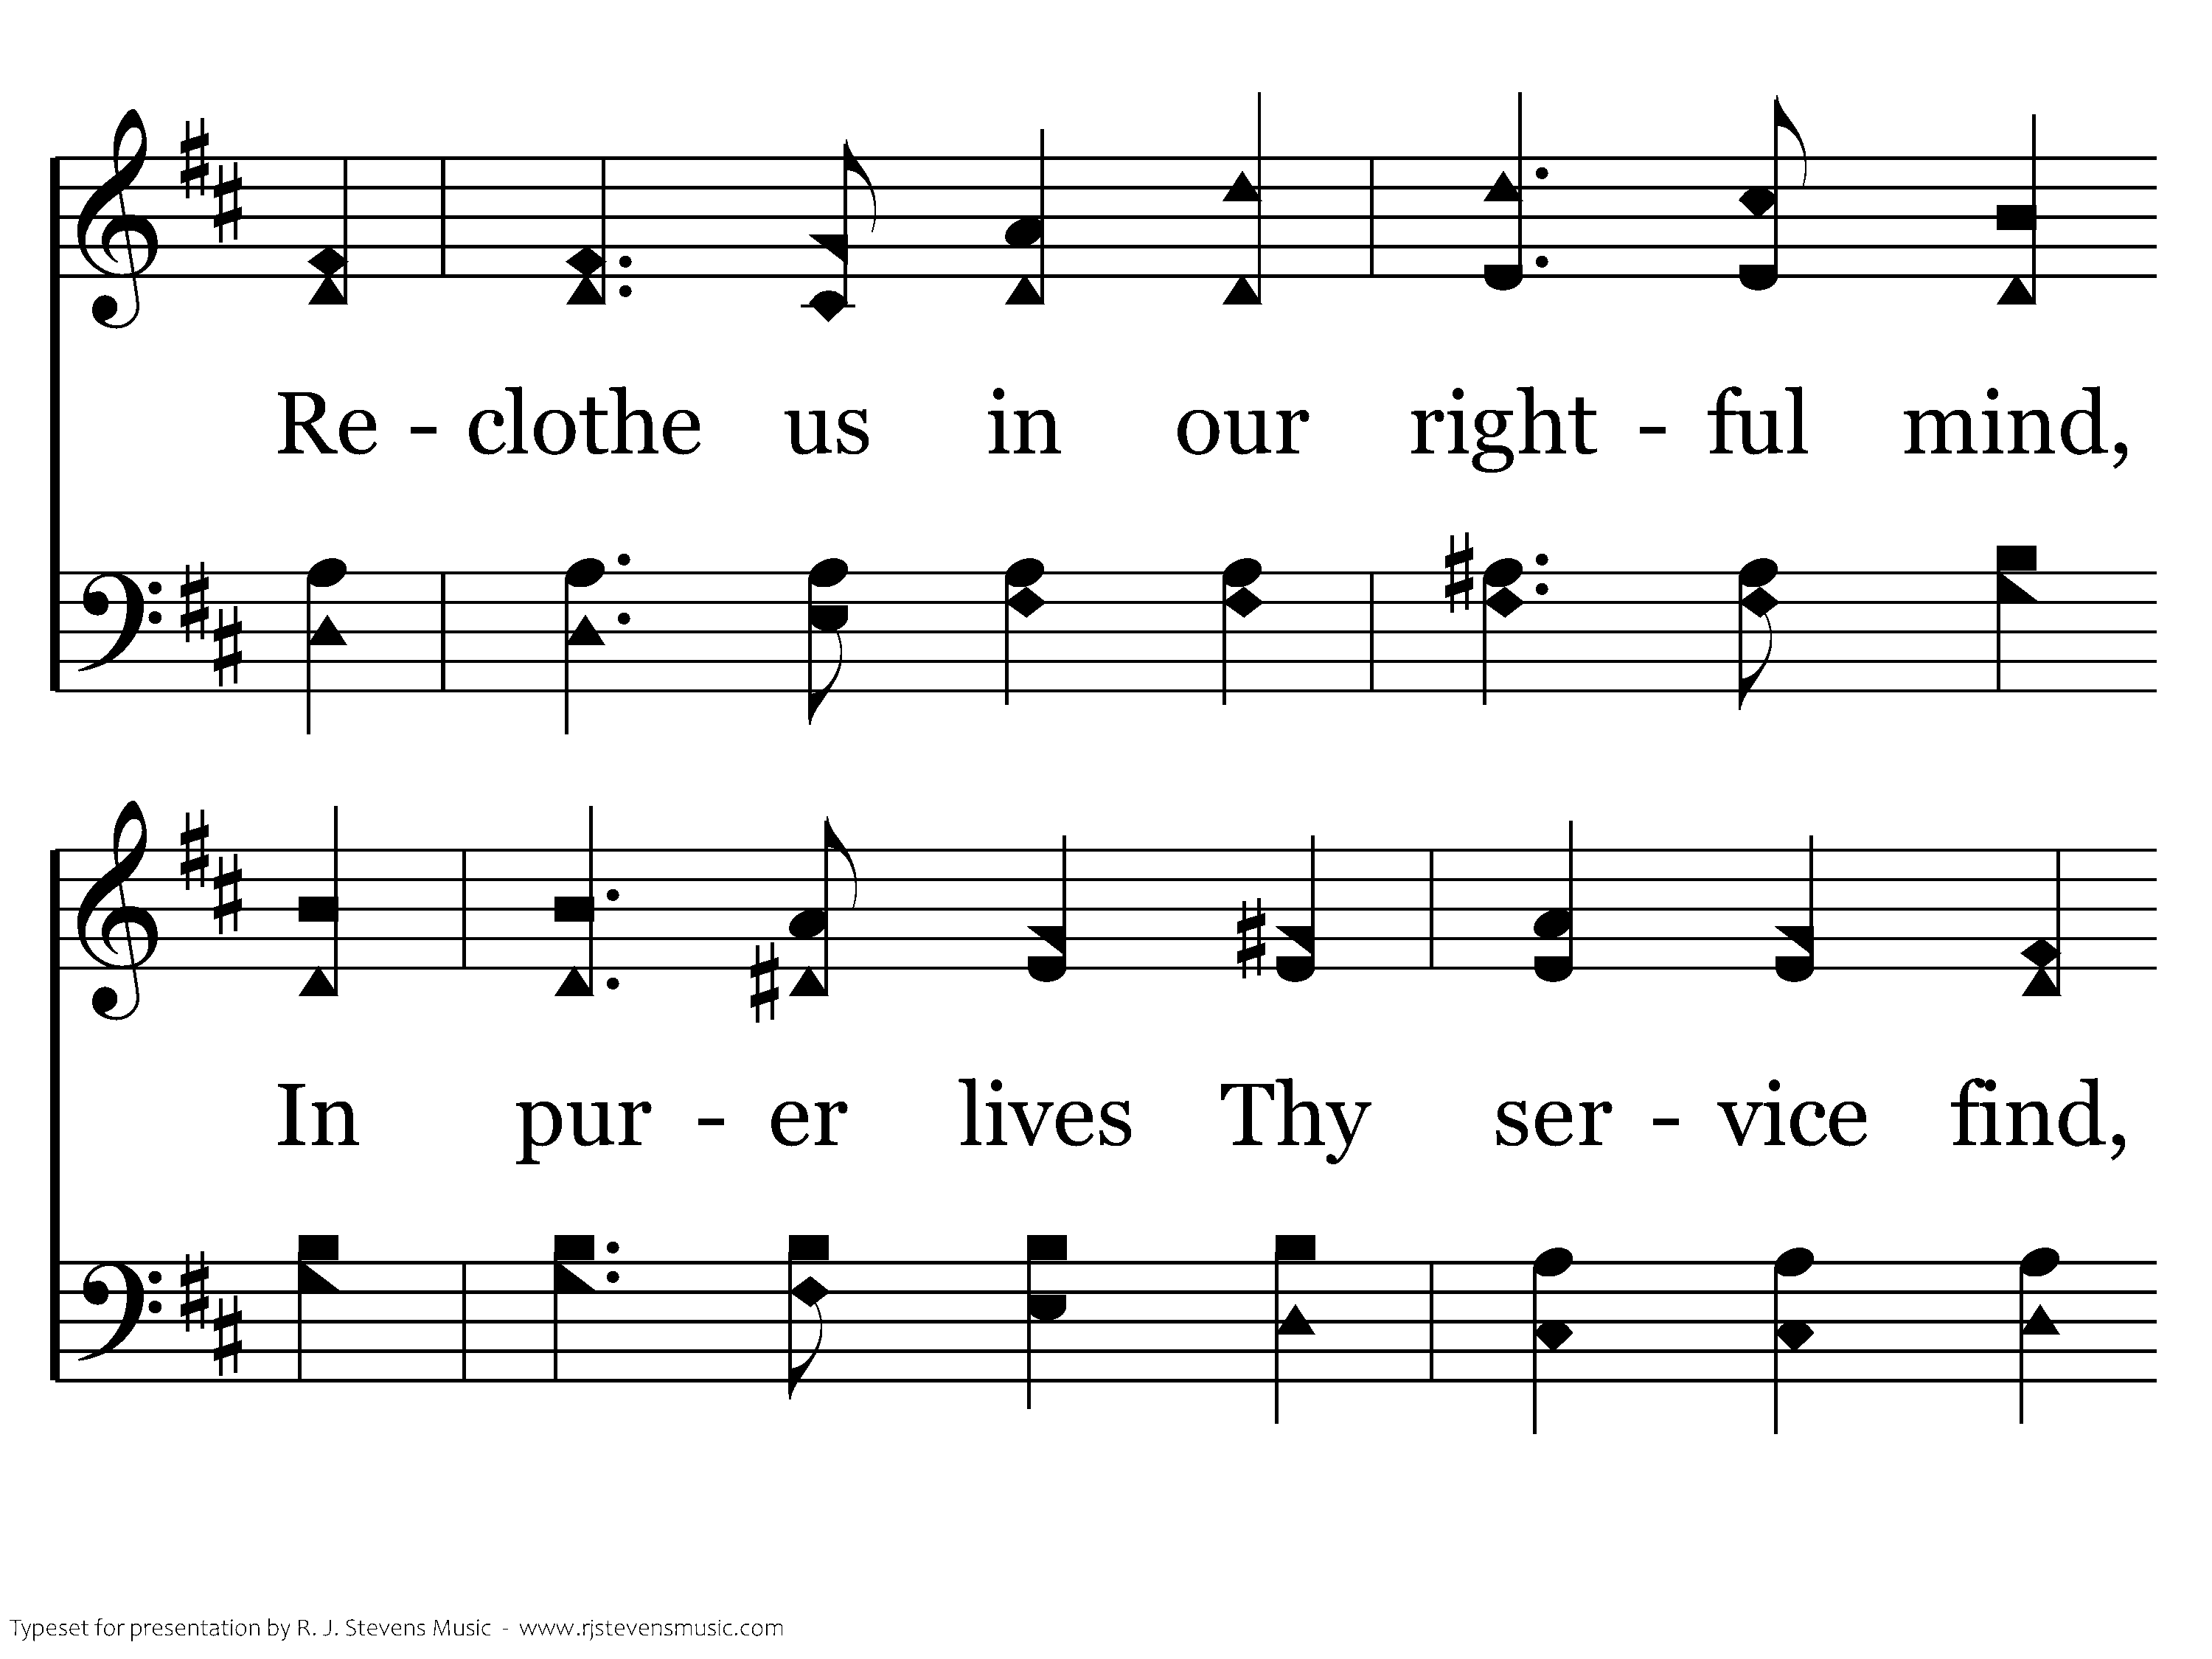 Re - clothe us in our right - ful mind,
In pur - er lives Thy ser - vice find,
Typeset for presentation by R. J. Stevens Music - www.rjstevensmusic.com